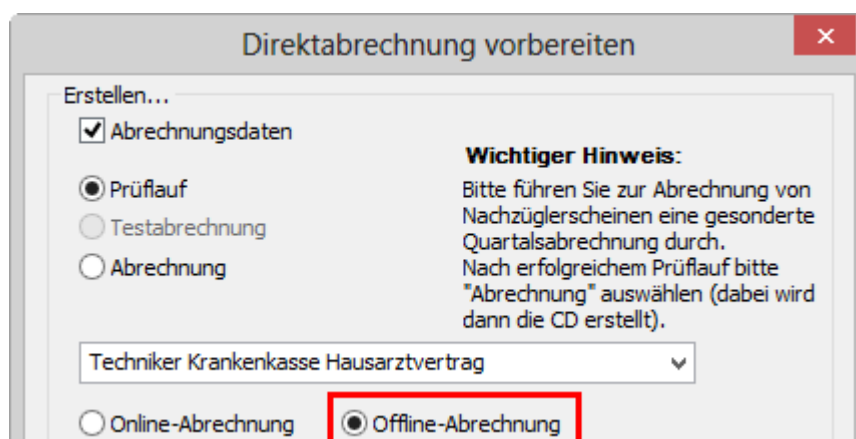 Direktabrechnung vorbereiten
Erstellen...
Abrechnungsdaten
Prüflauf
Testabrechnung
Abrechnung
Wichtiger Hinweis:
Bitte führen Sie zur Abrechnung von
Nachzüglerscheinen eine gesonderte
Quartalsabrechnung durch.
Nach erfolgreichem Prüflauf bitte
"Abrechnung" auswählen (dabei wird
dann die CD erstellt).
Techniker Krankenkasse Hausarztvertrag
Online-Abrechnung Offline-Abrechnung